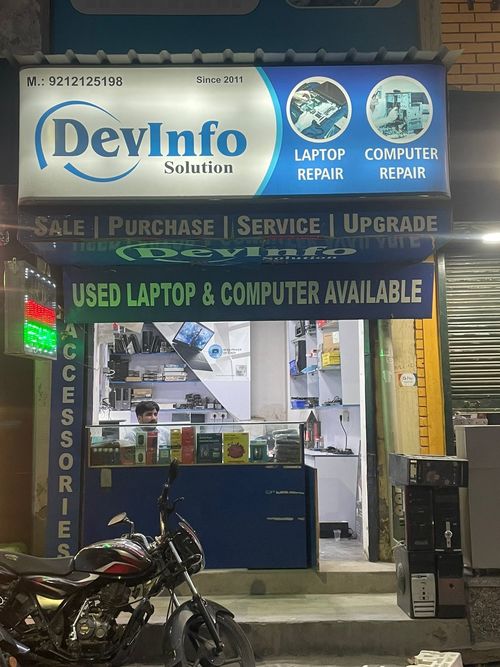 M.: 9212125198
Since 2011
DevInfo
Solution
LAPTOP
REPAIR
COMPUTER
REPAIR
SALE | PURCHASE | SERVICE | UPGRADE
DevInfo
Solution
USED LAPTOP & COMPUTER AVAILABLE
ACCESSORIES